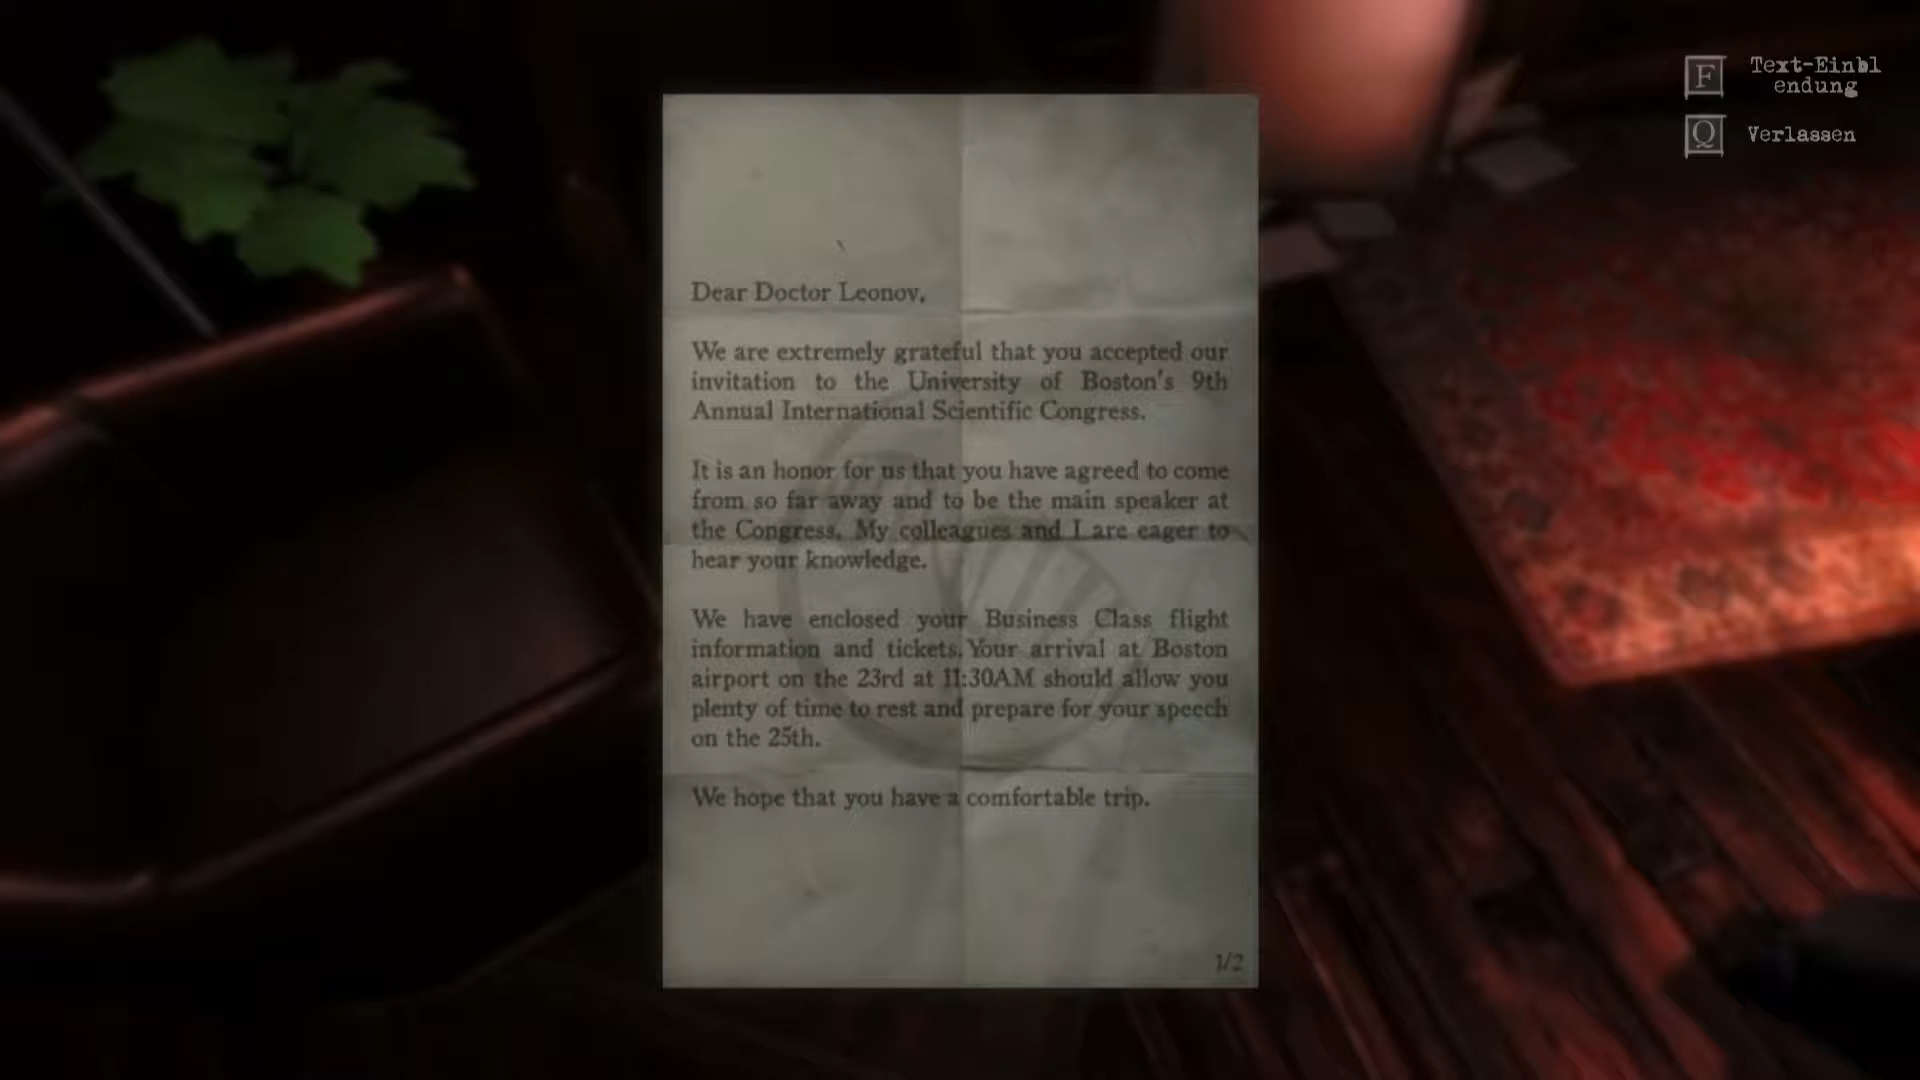 F Text-Einbl
endung
Q Verlassen
Dear Doctor Leonov,
We are extremely grateful that you accepted our
invitation to the University of Boston's 9th
Annual International Scientific Congress.
It is an honor for us that you have agreed to come
from so far away and to be the main speaker at
the Congress. My colleagues and I are eager to
hear your knowledge.
We have enclosed your Business Class flight
information and tickets. Your arrival at Boston
airport on the 23rd at 11:30AM should allow you
plenty of time to rest and prepare for your speech
on the 25th.
We hope that you have a comfortable trip.
1/2